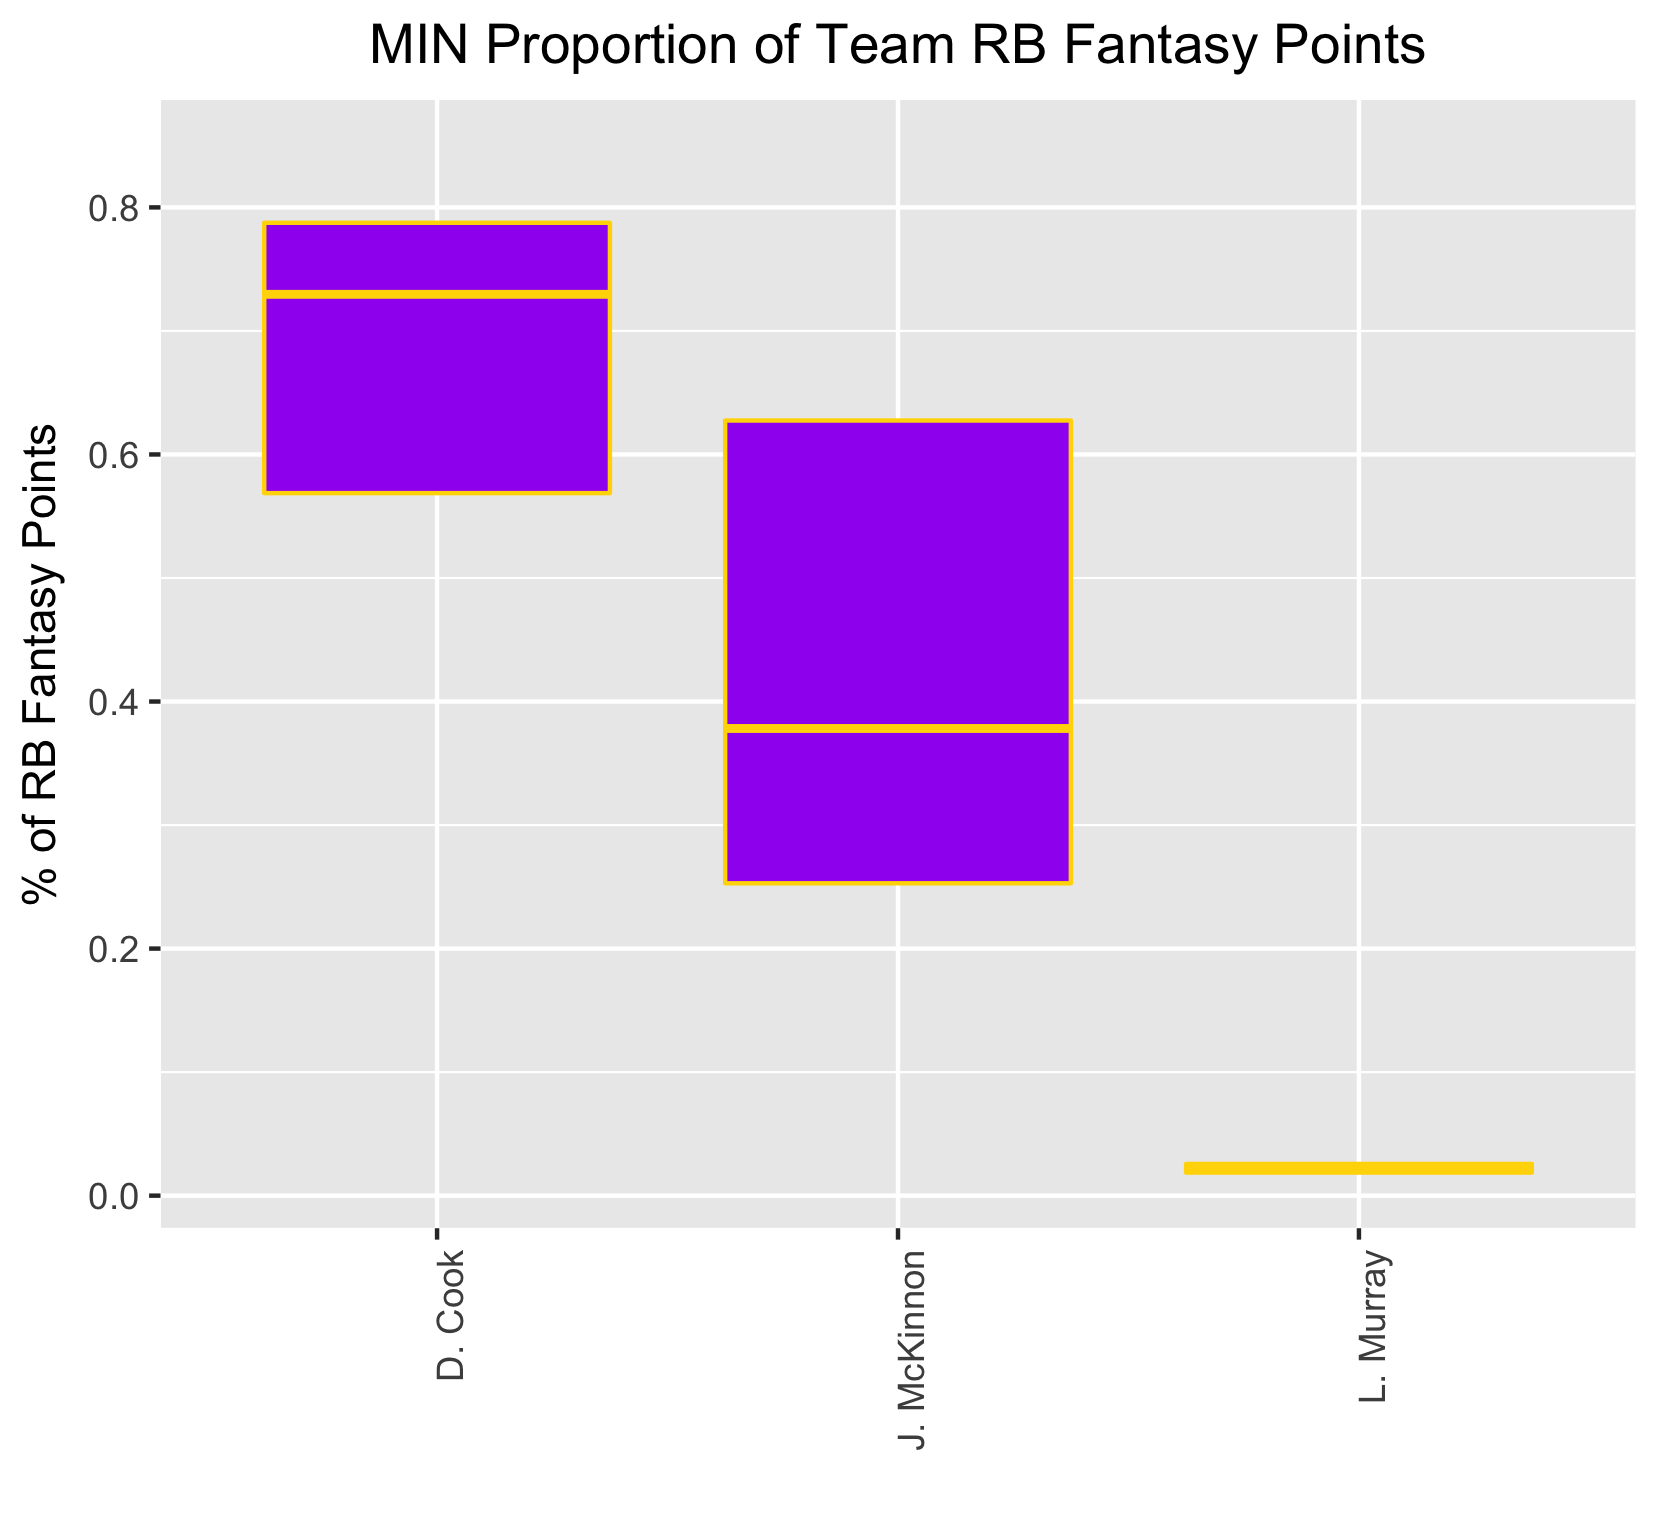 MIN Proportion of Team RB Fantasy Points
% of RB Fantasy Points
0.8
0.6
0.4
0.2
0.0
D. Cook
J. McKinnon
L. Murray